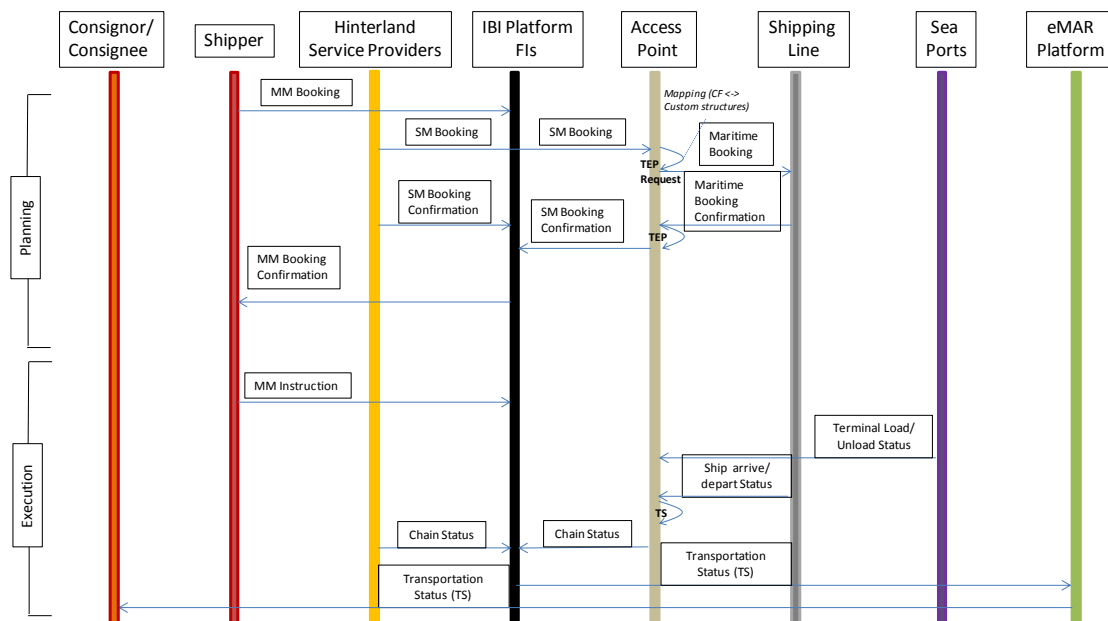 Consignor/
Consignee
Shipper
Hinterland
Service Providers
IBI Platform
FIs
Access
Point
Shipping
Line
Sea
Ports
eMAR
Platform
MM Booking
Mapping (CF <->
Custom structures)
SM Booking
SM Booking
Maritime
Booking
TEP
Request
SM Booking
Confirmation
SM Booking
Confirmation
Maritime
Booking
Confirmation
TEP
Planning
MM Booking
Confirmation
MM Instruction
Terminal Load/
Unload Status
Ship arrive/
depart Status
TS
Execution
Chain Status
Chain Status
Transportation
Status (TS)
Transportation
Status (TS)